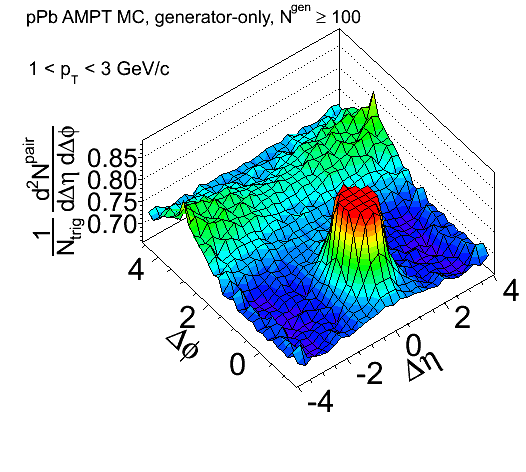 pPb AMPT MC, generator-only, N^gen ≥ 100
1 < p_T < 3 GeV/c
1/N_trig d²N^pair/dΔη dΔϕ
0.85
0.80
0.75
0.70
4
2
0
Δϕ
-4
-2
0
2
4
Δη